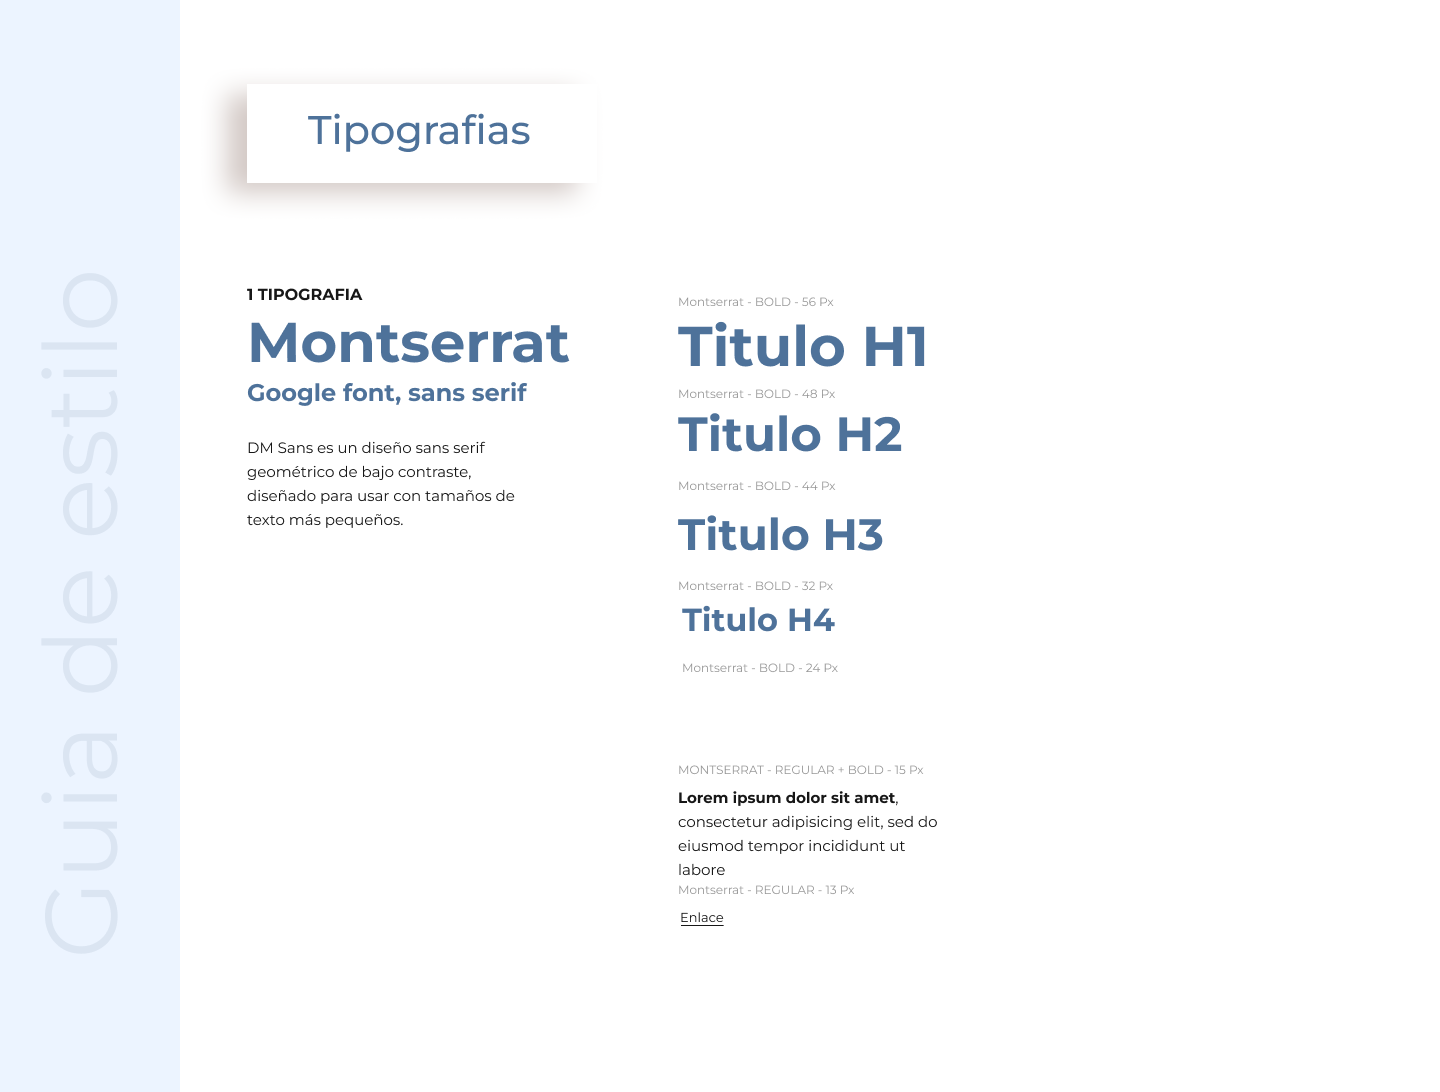 Guia de estilo
Tipografias
1 TIPOGRAFIA
Montserrat
Google font, sans serif
DM Sans es un diseño sans serif
geométrico de bajo contraste,
diseñado para usar con tamaños de
texto más pequeños.
Montserrat - BOLD - 56 Px
Titulo H1
Montserrat - BOLD - 48 Px
Titulo H2
Montserrat - BOLD - 44 Px
Titulo H3
Montserrat - BOLD - 32 Px
Titulo H4
Montserrat - BOLD - 24 Px
MONTSERRAT - REGULAR + BOLD - 15 Px
Lorem ipsum dolor sit amet,
consectetur adipisicing elit, sed do
eiusmod tempor incididunt ut
labore
Montserrat - REGULAR - 13 Px
Enlace